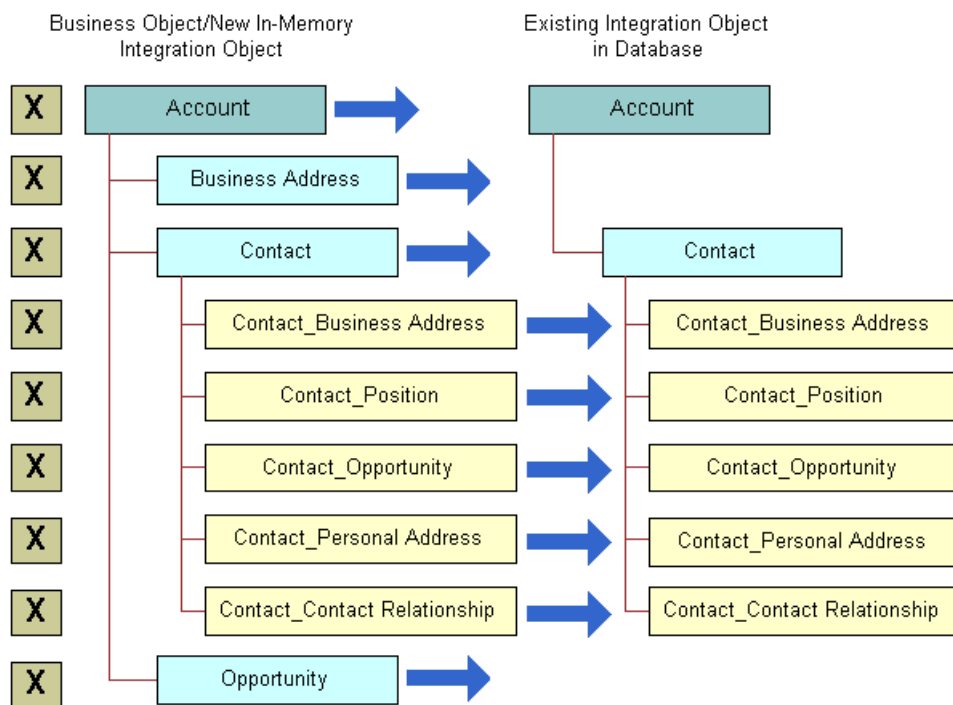 Business Object/New In-Memory
Integration Object
Existing Integration Object
in Database
X
Account
Account
X
Business Address
X
Contact
Contact
X
Contact_Business Address
Contact_Business Address
X
Contact_Position
Contact_Position
X
Contact_Opportunity
Contact_Opportunity
X
Contact_Personal Address
Contact_Personal Address
X
Contact_Contact Relationship
Contact_Contact Relationship
X
Opportunity